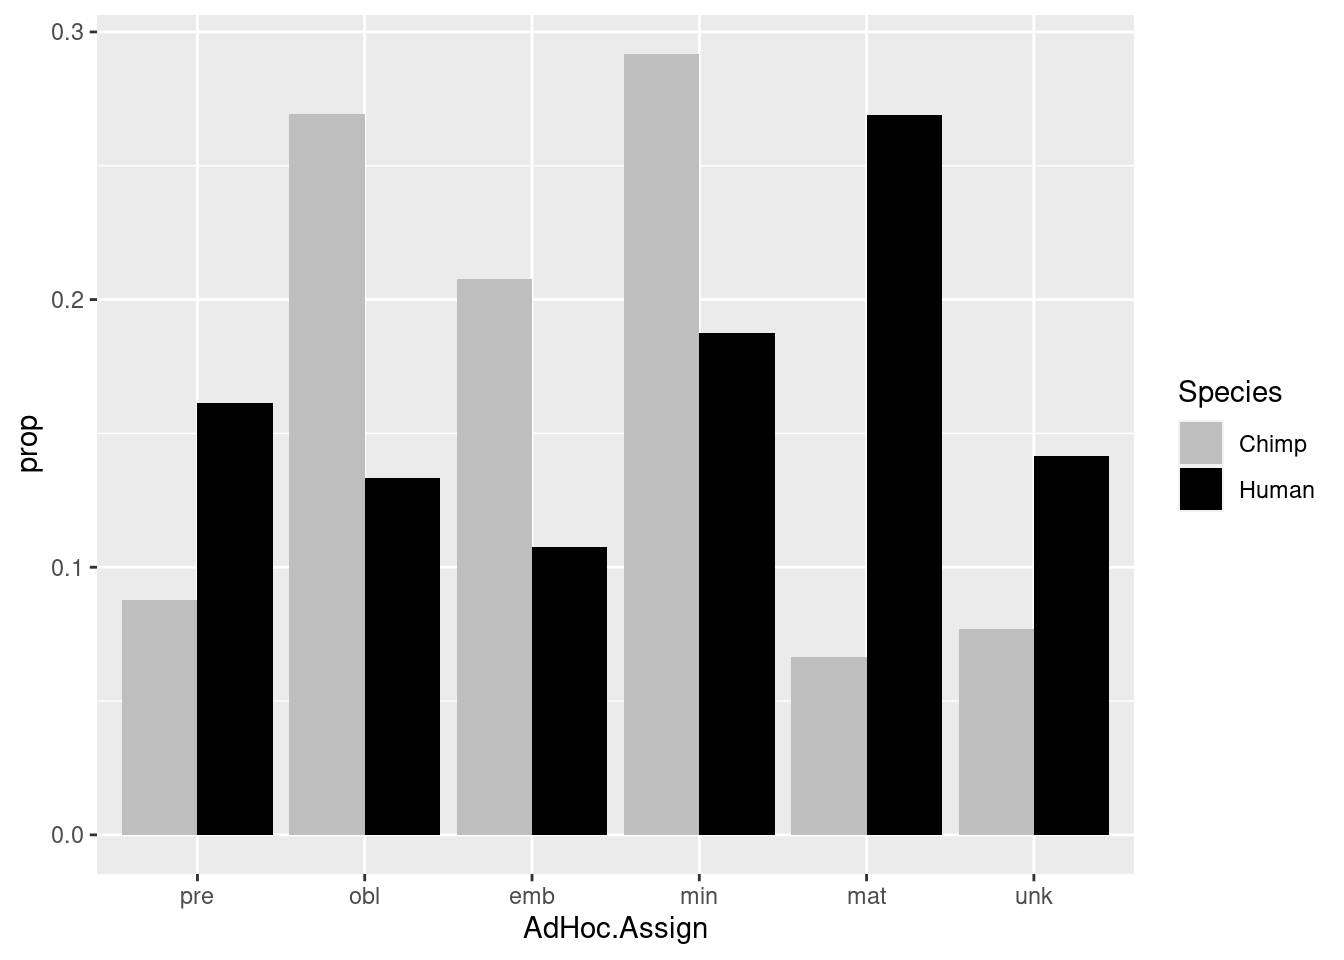 0.3
0.2
0.1
0.0
prop
pre obl emb min mat unk
AdHoc.Assign
Species
Chimp
Human